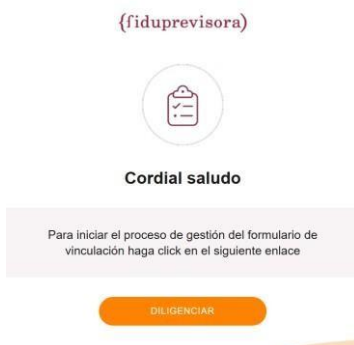 {fiduprevisora)
Cordial saludo
Para iniciar el proceso de gestión del formulario de
vinculación haga click en el siguiente enlace
DILIGENCIAR